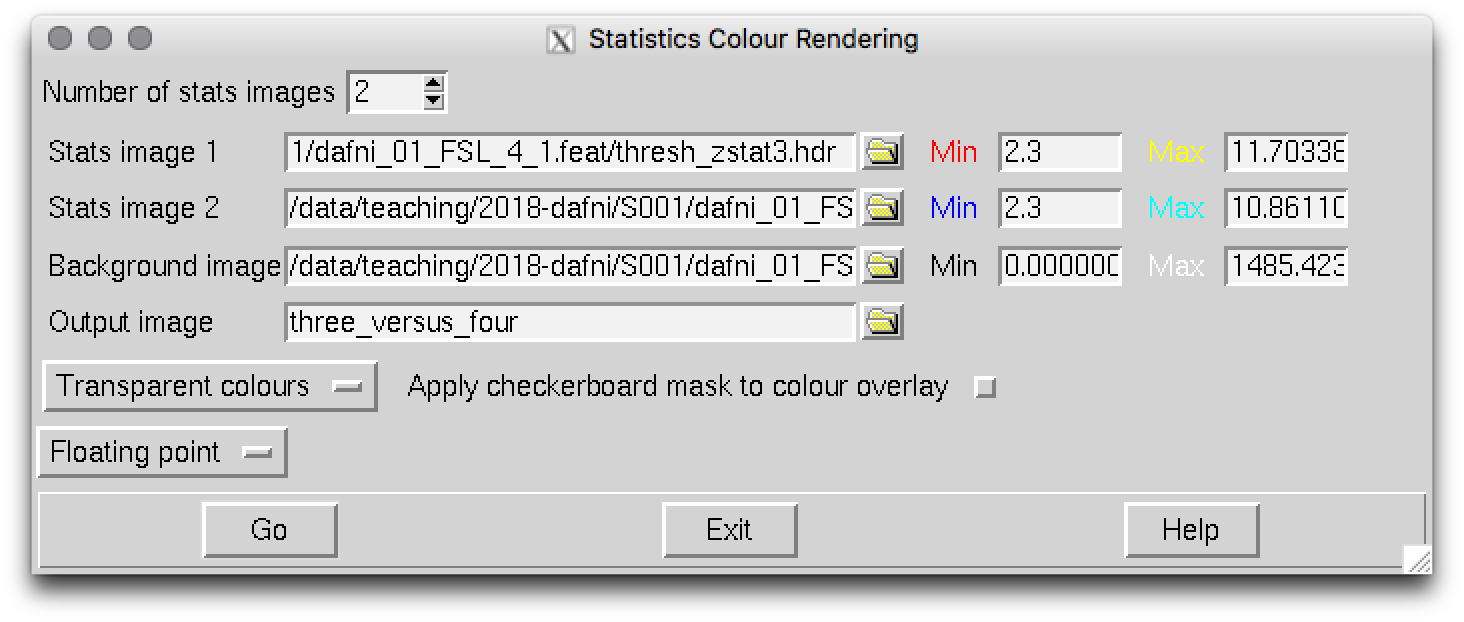 Statistics Colour Rendering
Number of stats images 2
Stats image 1 1/dafni_01_FSL_4_1.feat/thresh_zstat3.hdr Min 2.3 Max 11.70338
Stats image 2 /data/teaching/2018-dafni/S001/dafni_01_FS Min 2.3 Max 10.86110
Background image /data/teaching/2018-dafni/S001/dafni_01_FS Min 0.000000 Max 1485.423
Output image three_versus_four
Transparent colours Apply checkerboard mask to colour overlay
Floating point
Go Exit Help